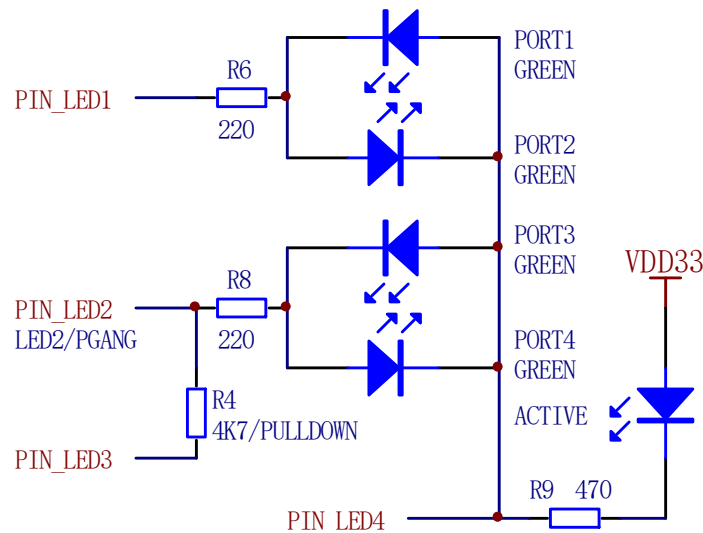 PORT1
GREEN
R6
PIN_LED1
220
PORT2
GREEN
PORT3
GREEN
VDD33
R8
PIN_LED2
LED2/PGANG
220
PORT4
GREEN
R4
4K7/PULLDOWN
ACTIVE
PIN_LED3
R9 470
PIN LED4